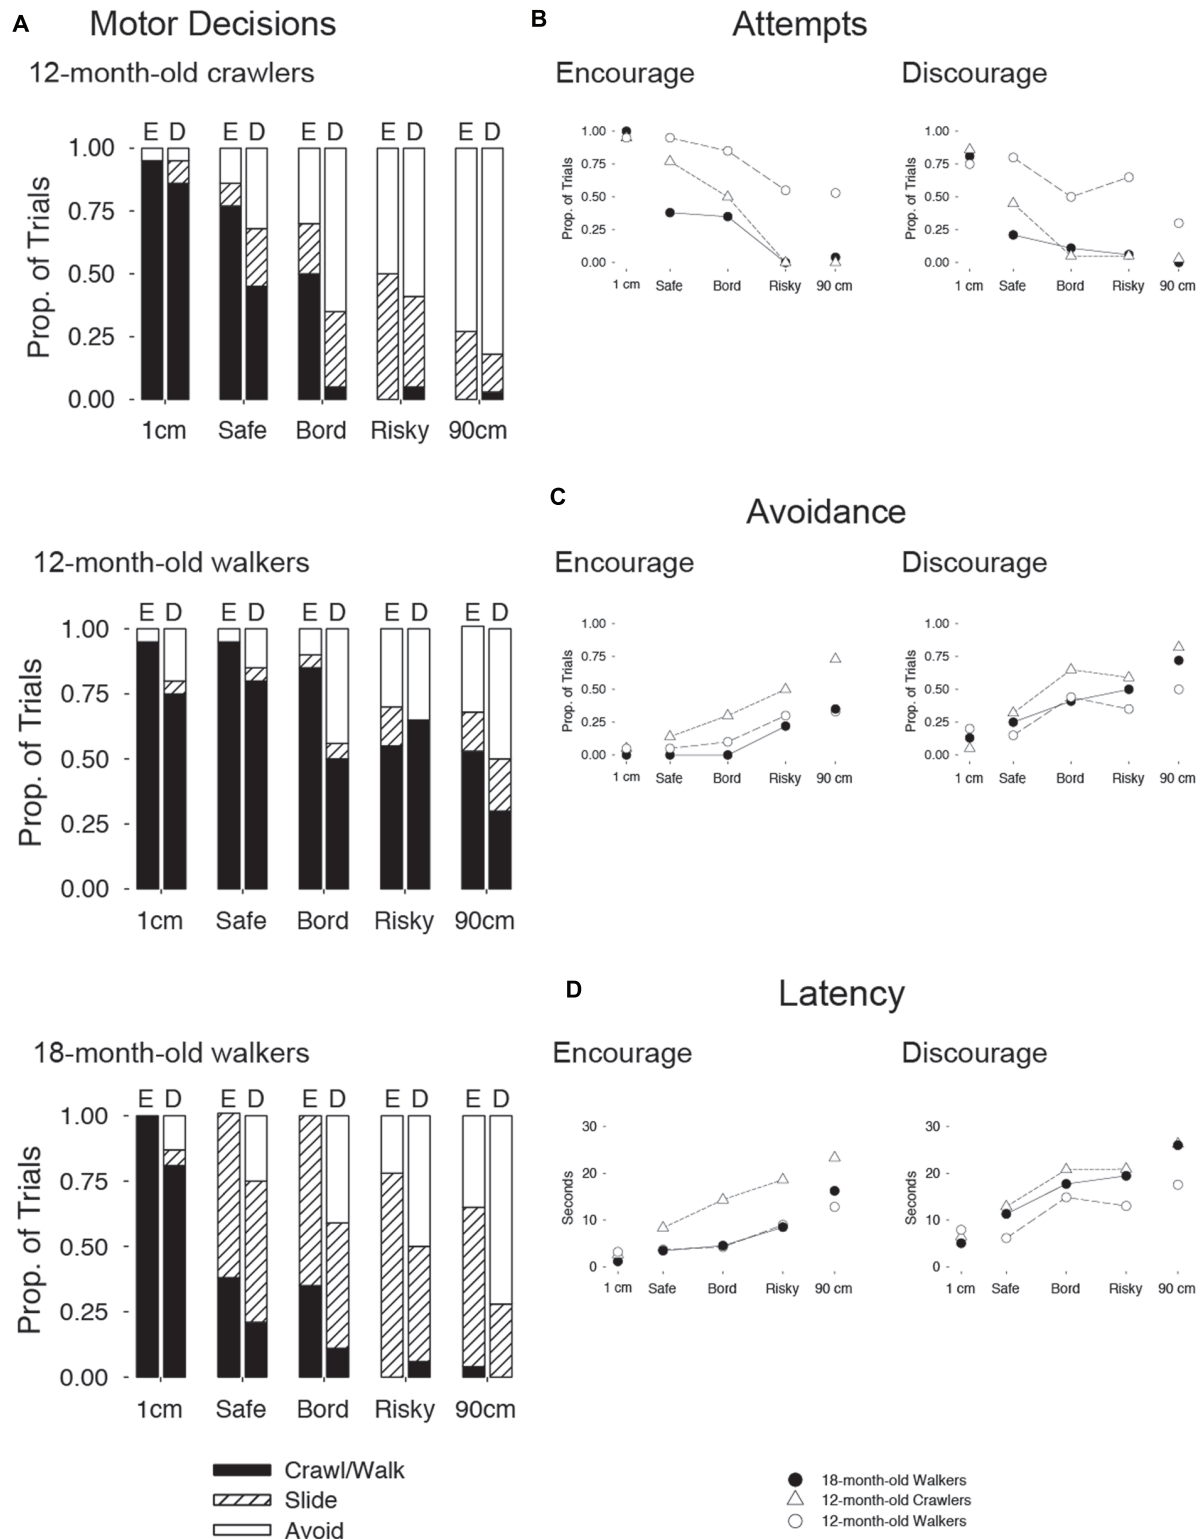 A
Motor Decisions
12-month-old crawlers
E D E D E D E D E D
1.00
0.75
0.50
0.25
0.00
Prop. of Trials
1cm Safe Bord Risky 90cm
12-month-old walkers
E D E D E D E D E D
1.00
0.75
0.50
0.25
0.00
Prop. of Trials
1cm Safe Bord Risky 90cm
18-month-old walkers
E D E D E D E D E D
1.00
0.75
0.50
0.25
0.00
Prop. of Trials
1cm Safe Bord Risky 90cm
Crawl/Walk
Slide
Avoid
B
Attempts
Encourage
1.00
0.75
0.50
0.25
0.00
Prop. of Trials
1 cm Safe Bord Risky 90 cm
Discourage
1.00
0.75
0.50
0.25
0.00
Prop. of Trials
1 cm Safe Bord Risky 90 cm
C
Avoidance
Encourage
1.00
0.75
0.50
0.25
0.00
Prop. of Trials
1 cm Safe Bord Risky 90 cm
Discourage
1.00
0.75
0.50
0.25
0.00
Prop. of Trials
1 cm Safe Bord Risky 90 cm
D
Latency
Encourage
30
20
10
0
Seconds
1 cm Safe Bord Risky 90 cm
Discourage
30
20
10
0
Seconds
1 cm Safe Bord Risky 90 cm
18-month-old Walkers
12-month-old Crawlers
12-month-old Walkers